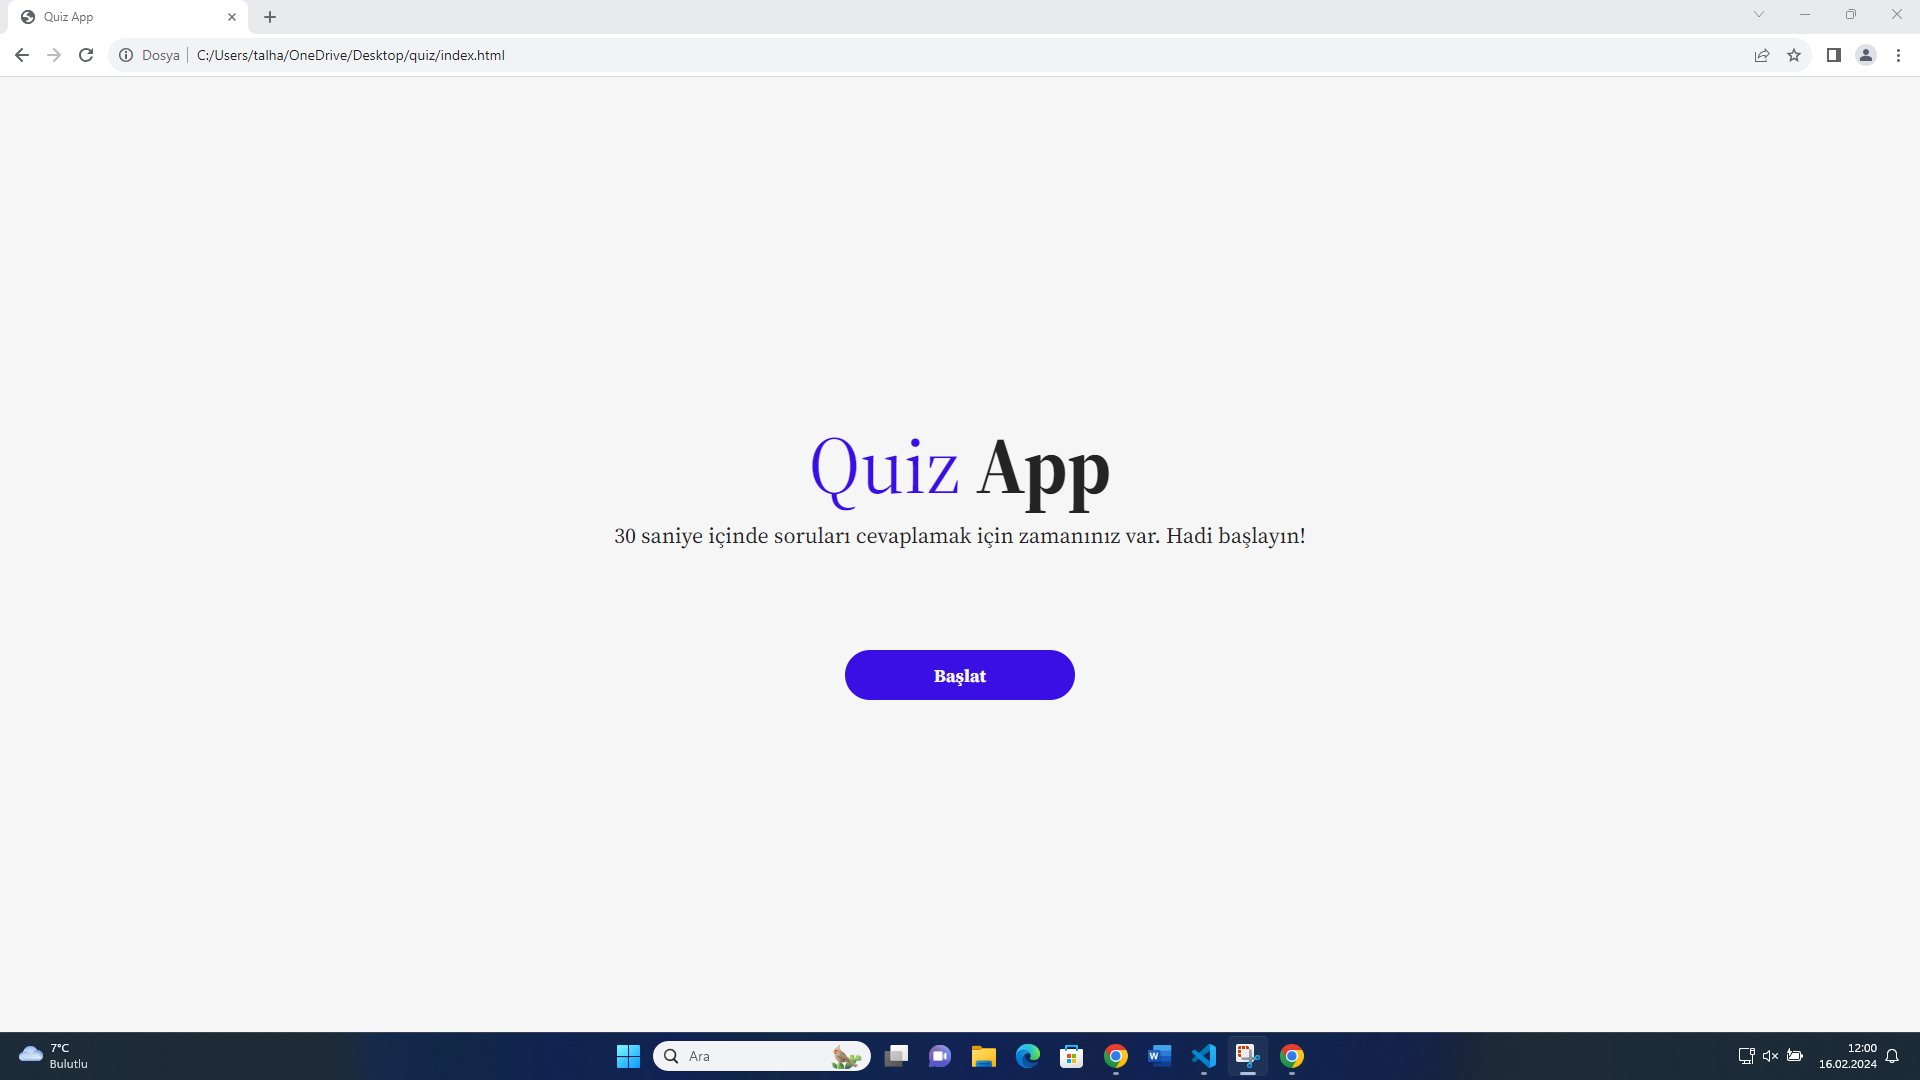 Quiz App
Dosya
C:/Users/talha/OneDrive/Desktop/quiz/index.html
Quiz App
30 saniye içinde soruları cevaplamak için zamanınız var. Hadi başlayın!
Başlat
7°C
Bulutlu
Ara
12:00
16.02.2024